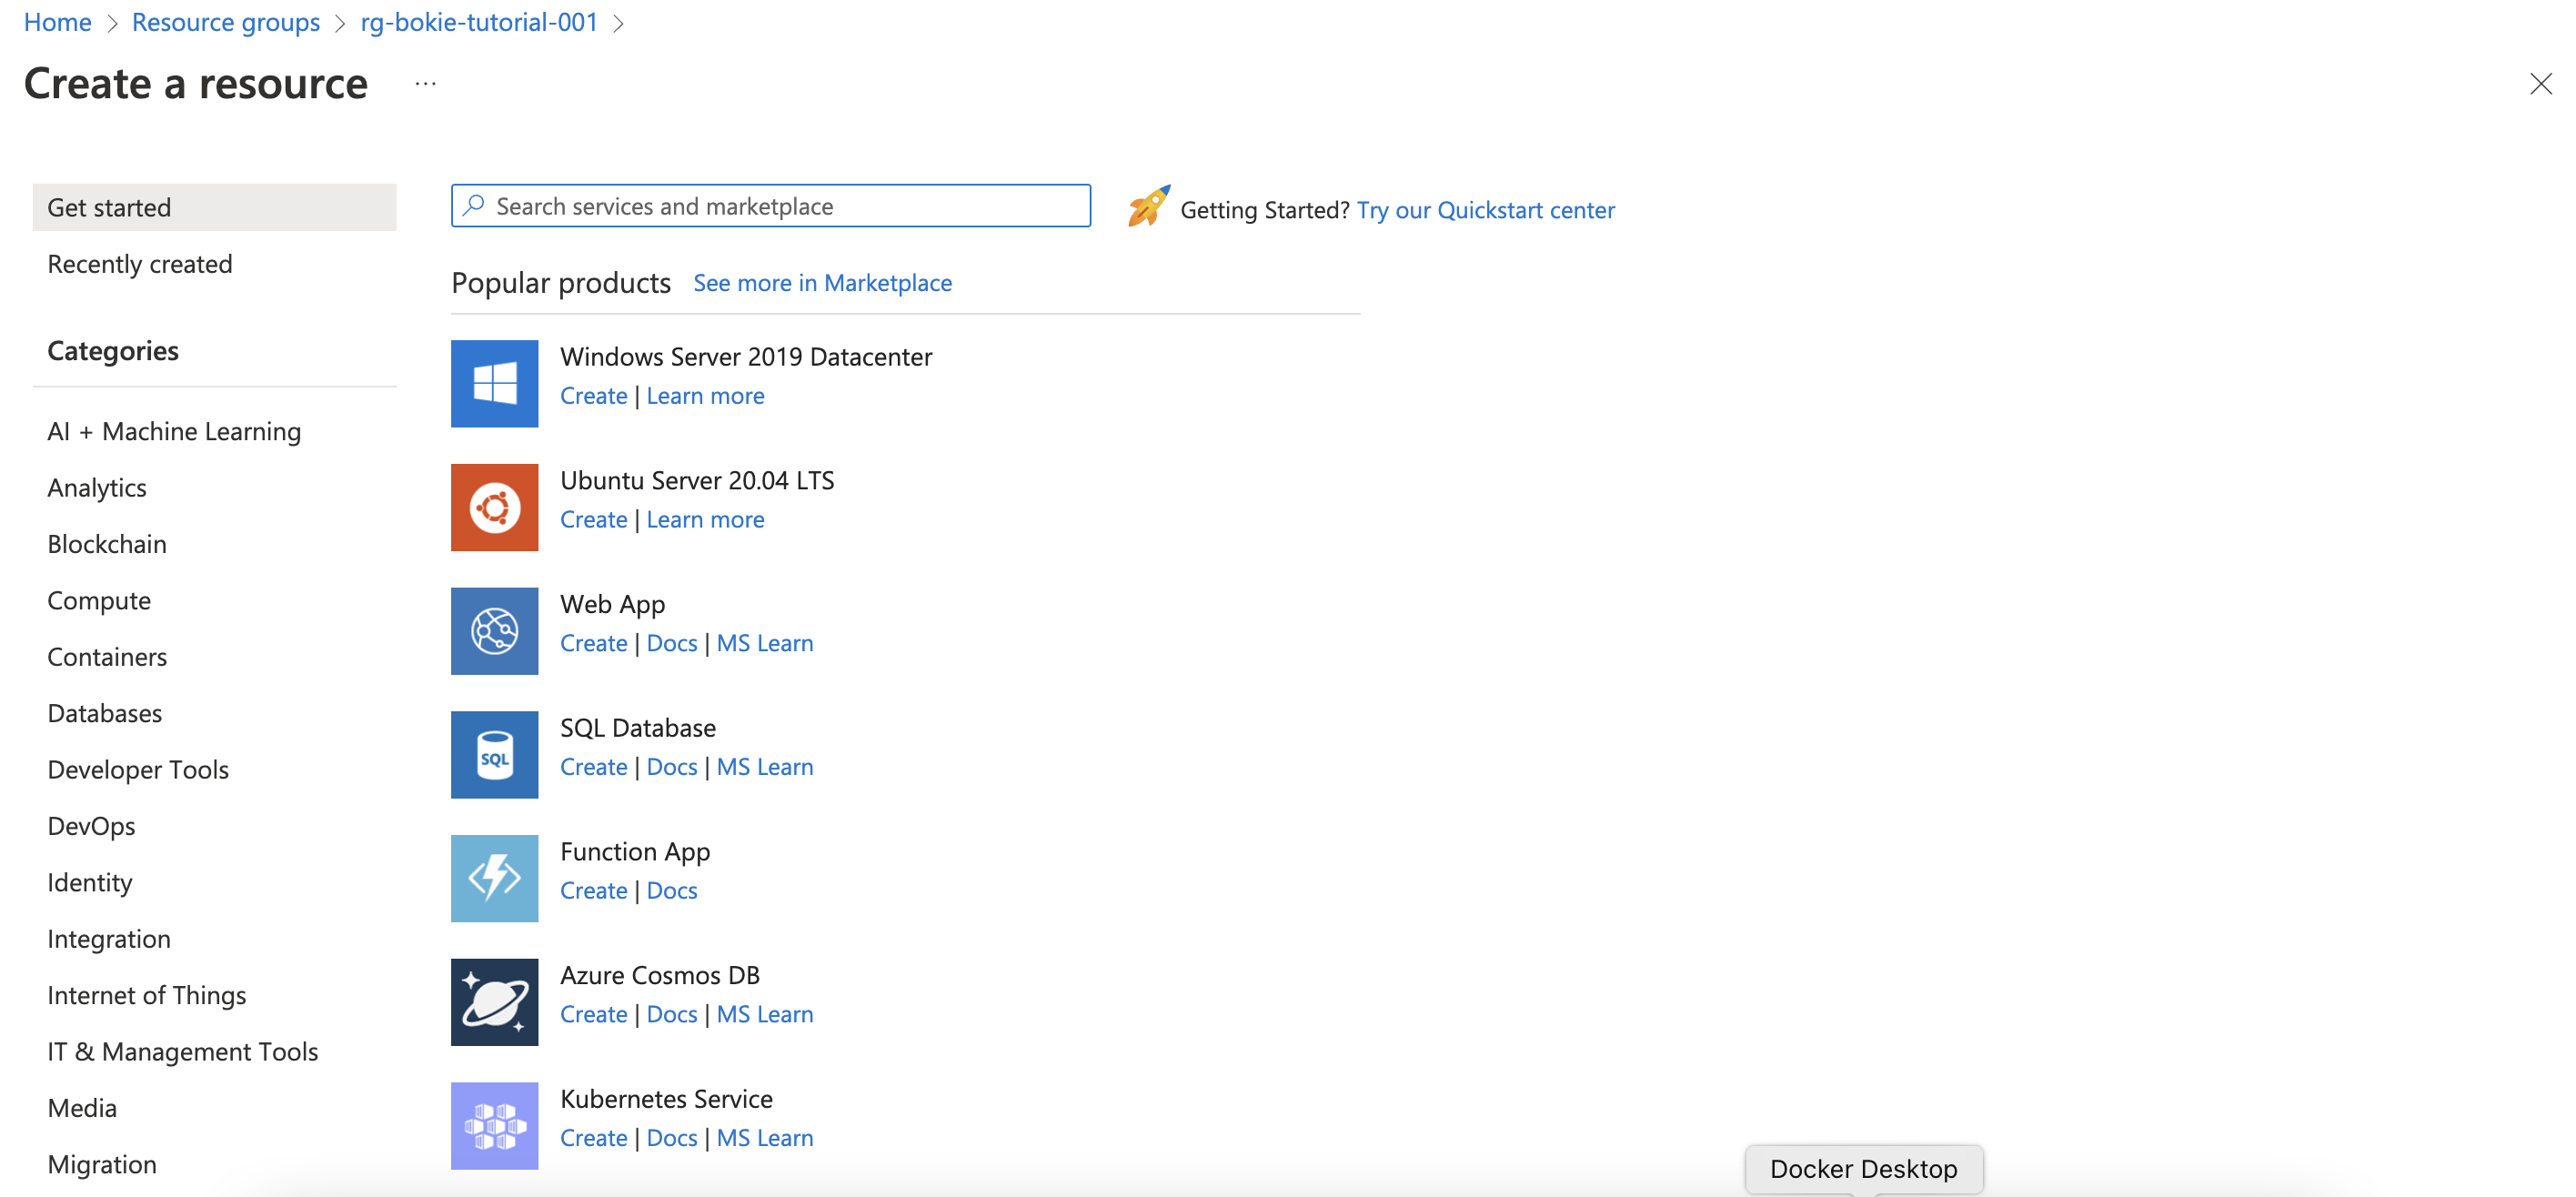 Home > Resource groups > rg-bokie-tutorial-001 >
Create a resource ...
Get started
Recently created
Categories
AI + Machine Learning
Analytics
Blockchain
Compute
Containers
Databases
Developer Tools
DevOps
Identity
Integration
Internet of Things
IT & Management Tools
Media
Migration
Search services and marketplace
Getting Started? Try our Quickstart center
Popular products See more in Marketplace
Windows Server 2019 Datacenter
Create | Learn more
Ubuntu Server 20.04 LTS
Create | Learn more
Web App
Create | Docs | MS Learn
SQL
SQL Database
Create | Docs | MS Learn
Function App
Create | Docs
Azure Cosmos DB
Create | Docs | MS Learn
Kubernetes Service
Create | Docs | MS Learn
Docker Desktop